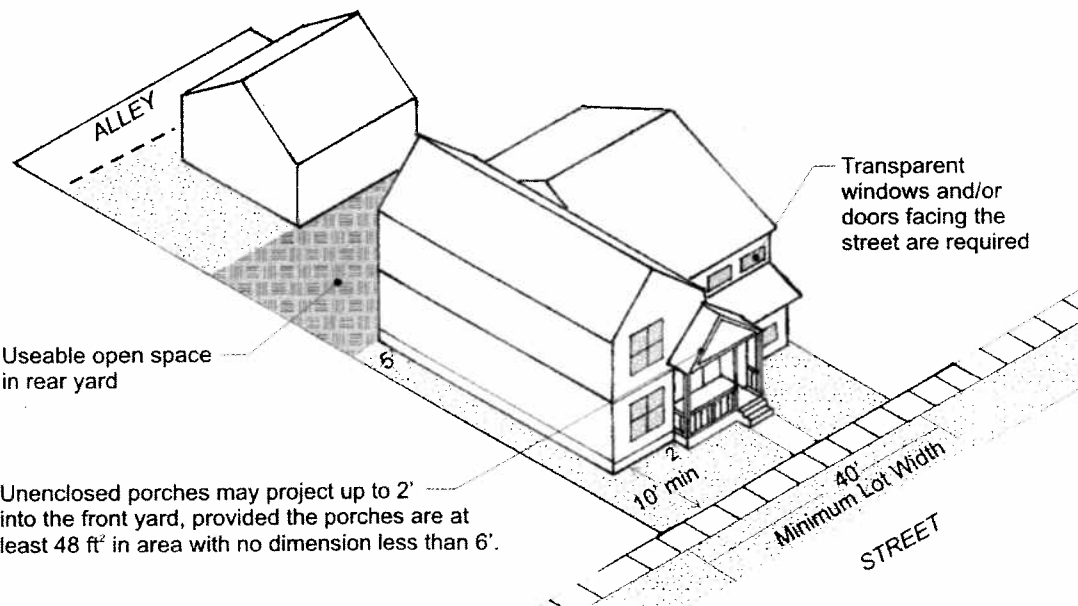 ALLEY
Transparent
windows and/or
doors facing the
street are required
Useable open space
in rear yard
6'
Unenclosed porches may project up to 2'
into the front yard, provided the porches are at
least 48 ft² in area with no dimension less than 6'.
2'
10' min
40'
Minimum Lot Width
STREET